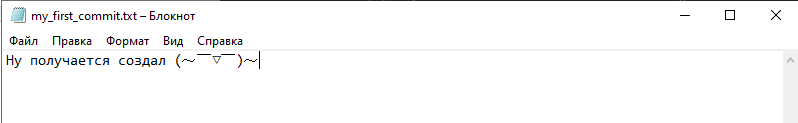 my_first_commit.txt – Блокнот
Файл Правка Формат Вид Справка
Ну получается создал (～￣▽￣)～